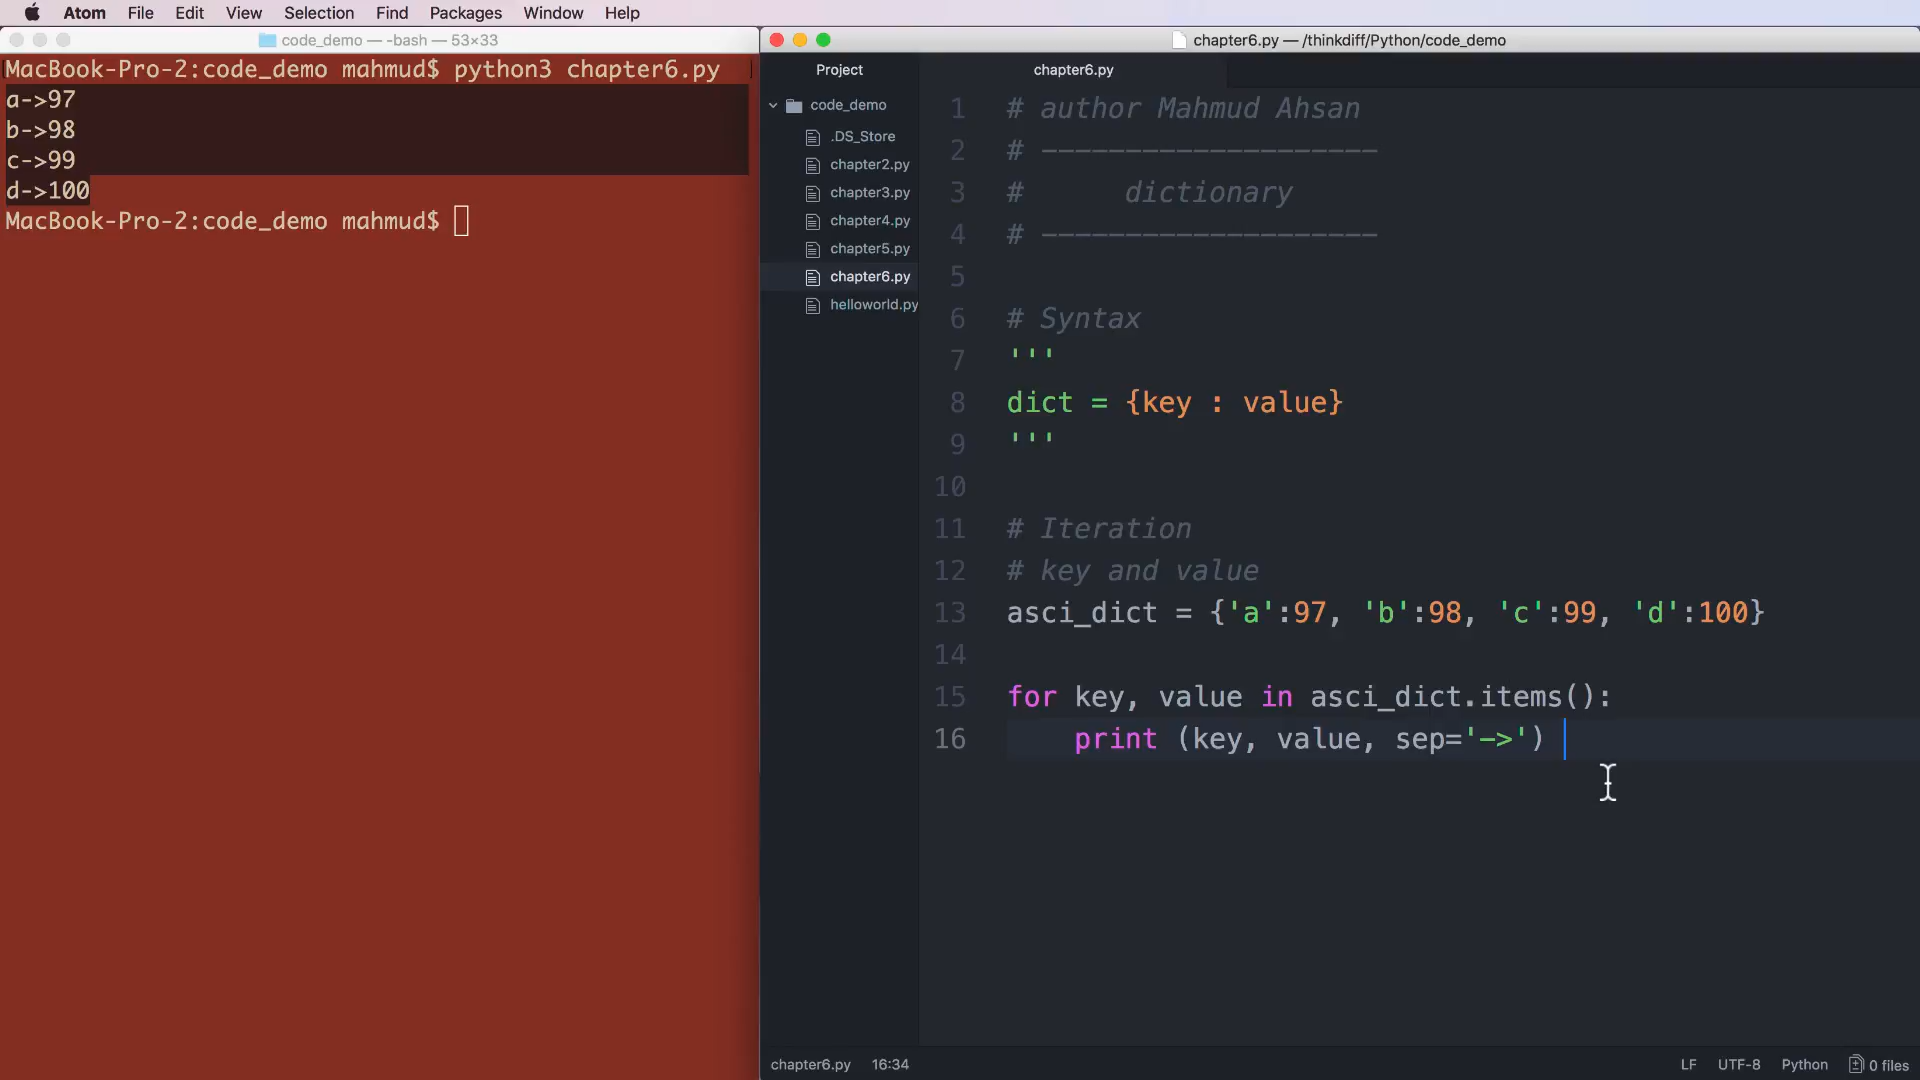 Atom File Edit View Selection Find Packages Window Help
code_demo — -bash — 53×33
MacBook-Pro-2:code_demo mahmud$ python3 chapter6.py
a->97
b->98
c->99
d->100
MacBook-Pro-2:code_demo mahmud$
chapter6.py — /thinkdiff/Python/code_demo
Project
code_demo
.DS_Store
chapter2.py
chapter3.py
chapter4.py
chapter5.py
chapter6.py
helloworld.py
chapter6.py
1 # author Mahmud Ahsan
2 # --------------------
3 #      dictionary
4 # --------------------
5
6 # Syntax
7 '''
8 dict = {key : value}
9 '''
10
11 # Iteration
12 # key and value
13 asci_dict = {'a':97, 'b':98, 'c':99, 'd':100}
14
15 for key, value in asci_dict.items():
16     print (key, value, sep='->')
chapter6.py 16:34
LF UTF-8 Python 0 files